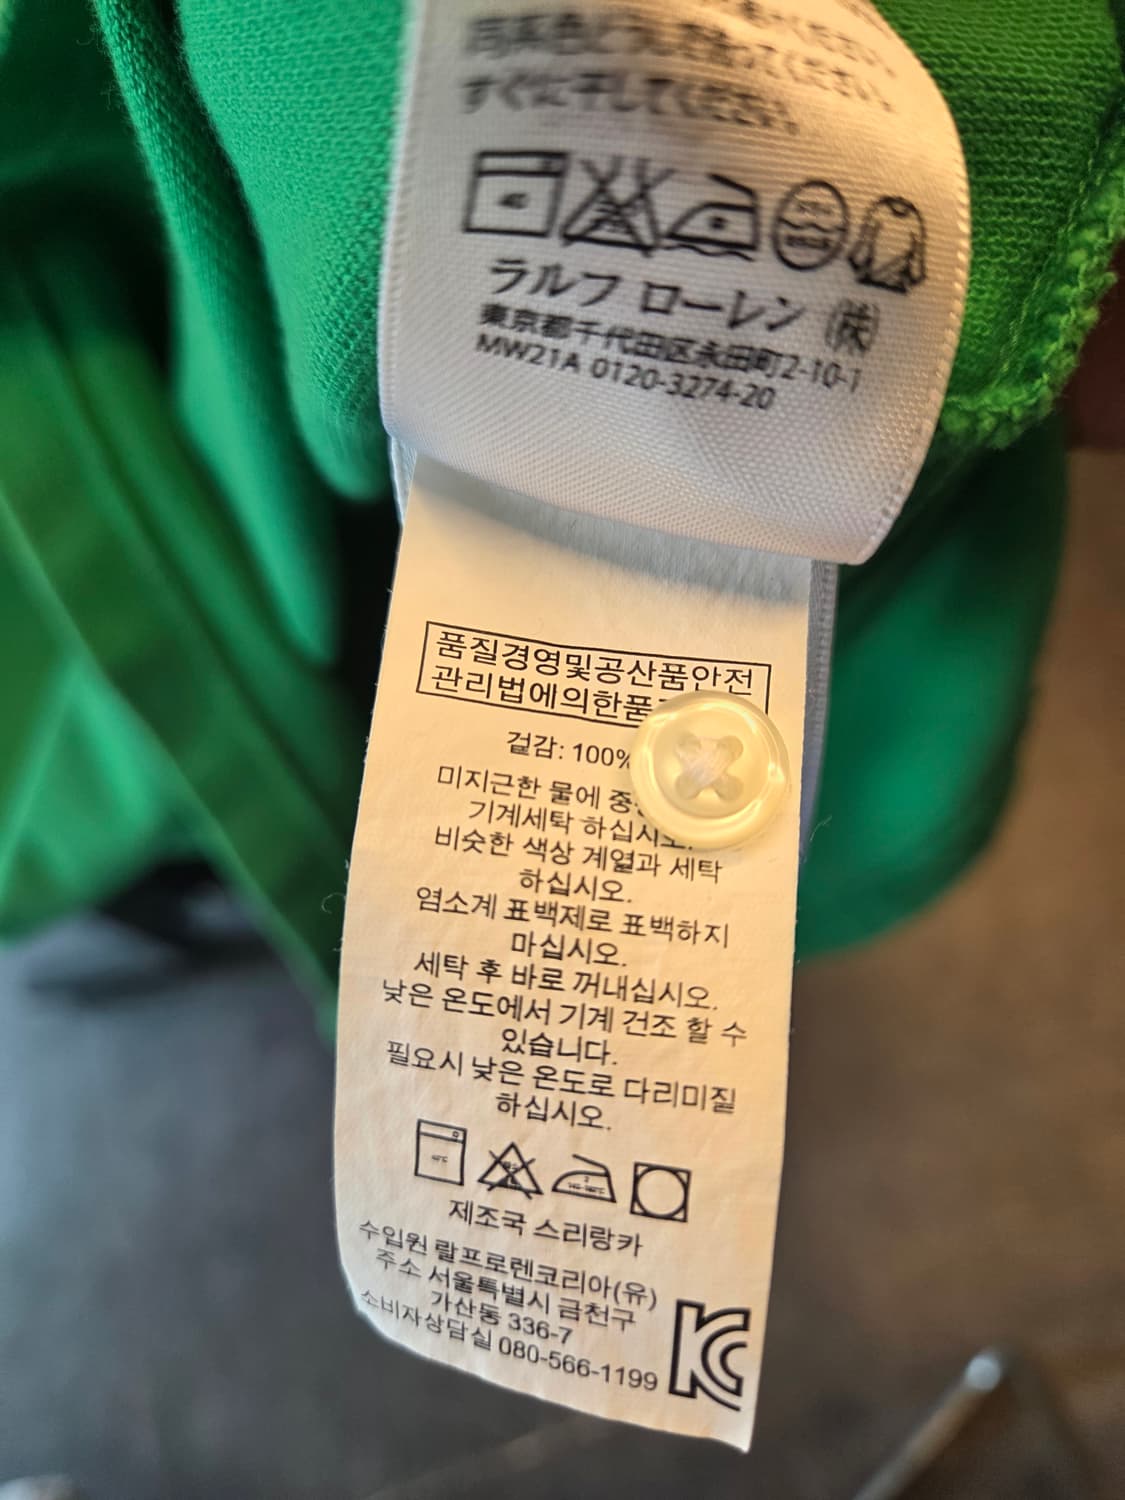 すぐに干してください。
40
ラルフ ローレン ㈱
東京都千代田区永田町2-10-1
MW21A 0120-3274-20
품질경영및공산품안전
관리법에의한품
겉감: 100%
미지근한 물에
기계세탁 하십시오.
비슷한 색상 계열과 세탁
하십시오.
염소계 표백제로 표백하지
마십시오.
세탁 후 바로 꺼내십시오.
낮은 온도에서 기계 건조 할 수
있습니다.
필요시 낮은 온도로 다리미질
하십시오.
제조국 스리랑카
수입원 랄프로렌코리아(유)
주소 서울특별시 금천구
가산동 336-7
소비자상담실 080-566-1199
KC